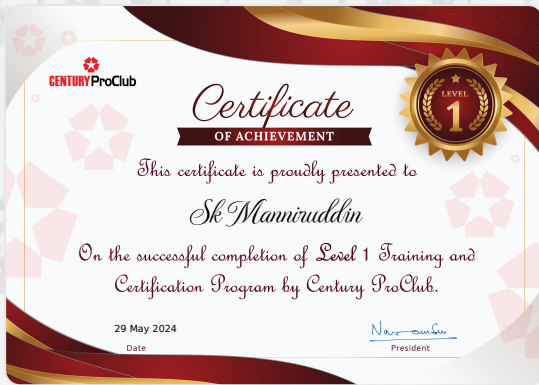 CENTURY ProClub
LEVEL
1
Certificate
OF ACHIEVEMENT
This certificate is proudly presented to
Sk Manniruddin
On the successful completion of Level 1 Training and
Certification Program by Century ProClub.
29 May 2024
Date
President